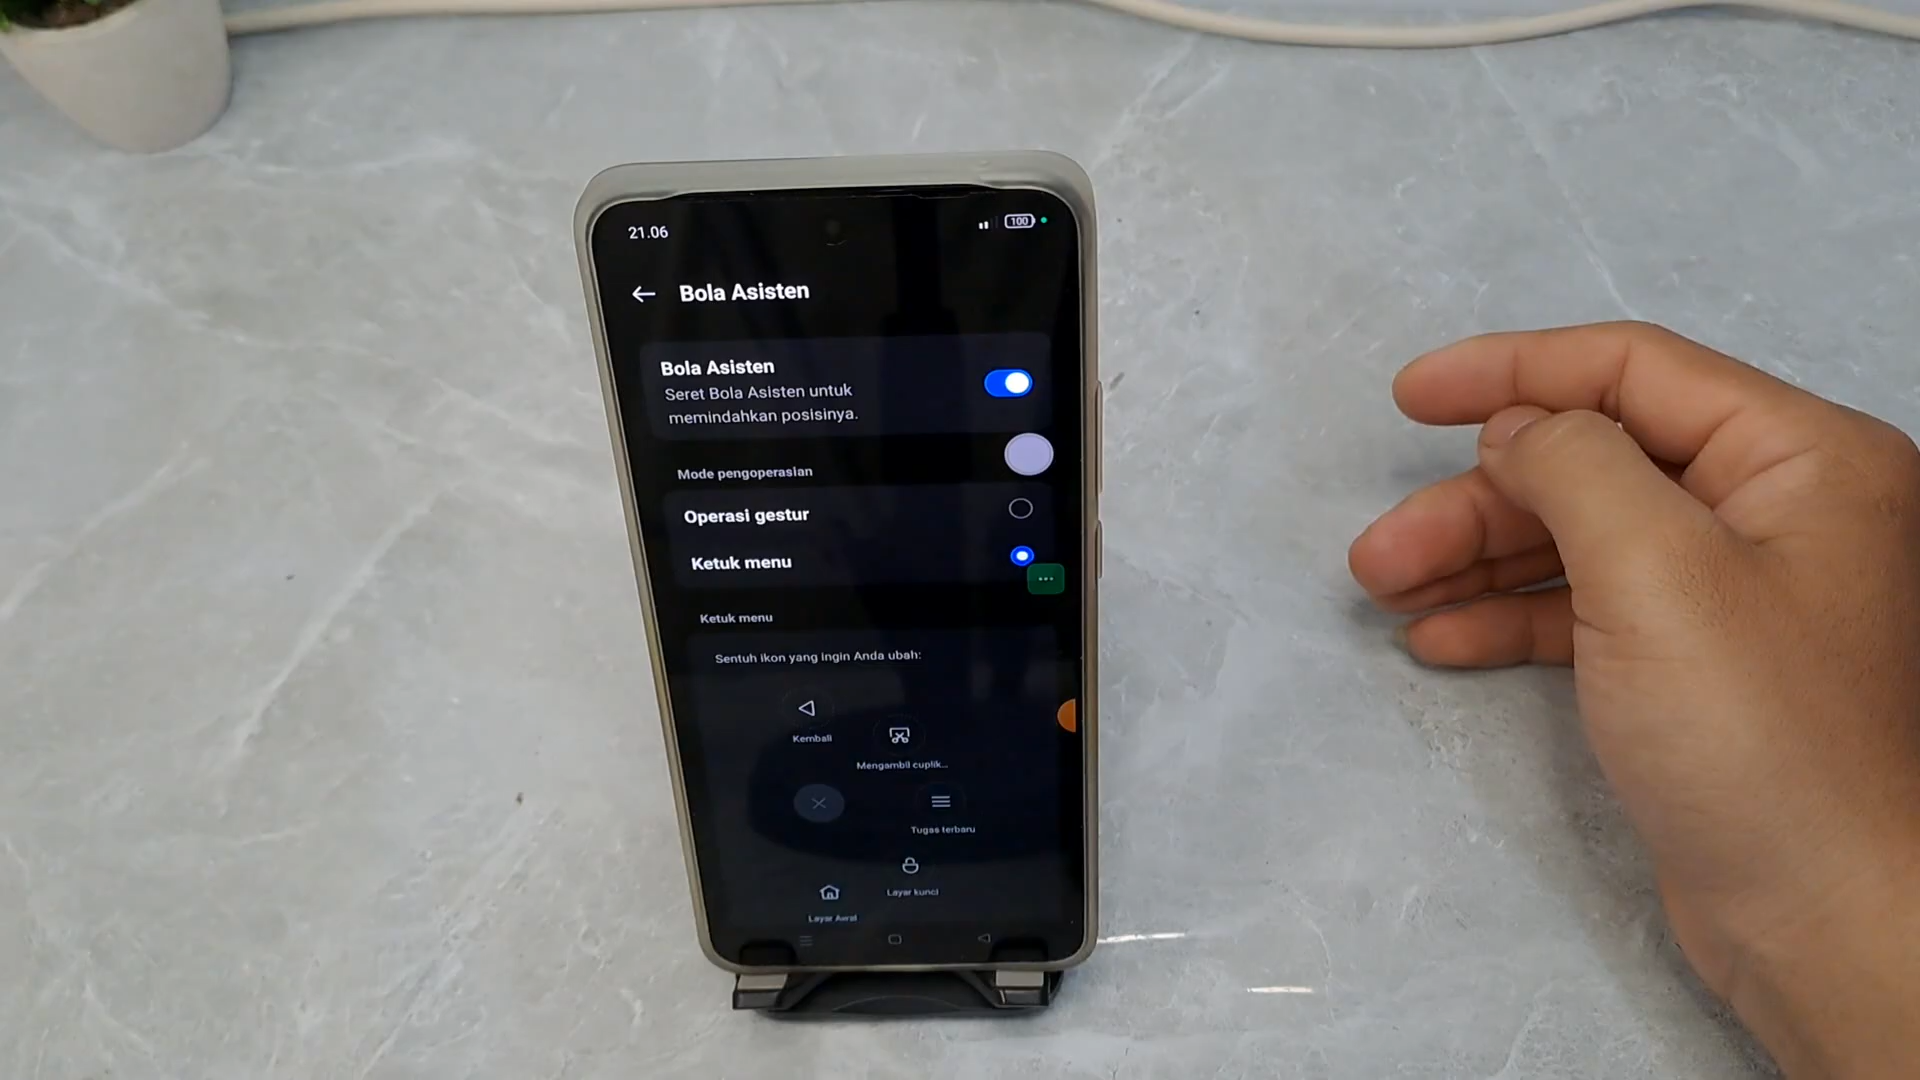 21.06
100
Bola Asisten
Bola Asisten
Seret Bola Asisten untuk
memindahkan posisinya.
Mode pengoperasian
Operasi gestur
Ketuk menu
Ketuk menu
Sentuh ikon yang ingin Anda ubah:
Kembali
Mengambil cuplik...
Tugas terbaru
Layar kunci
Layar Awal